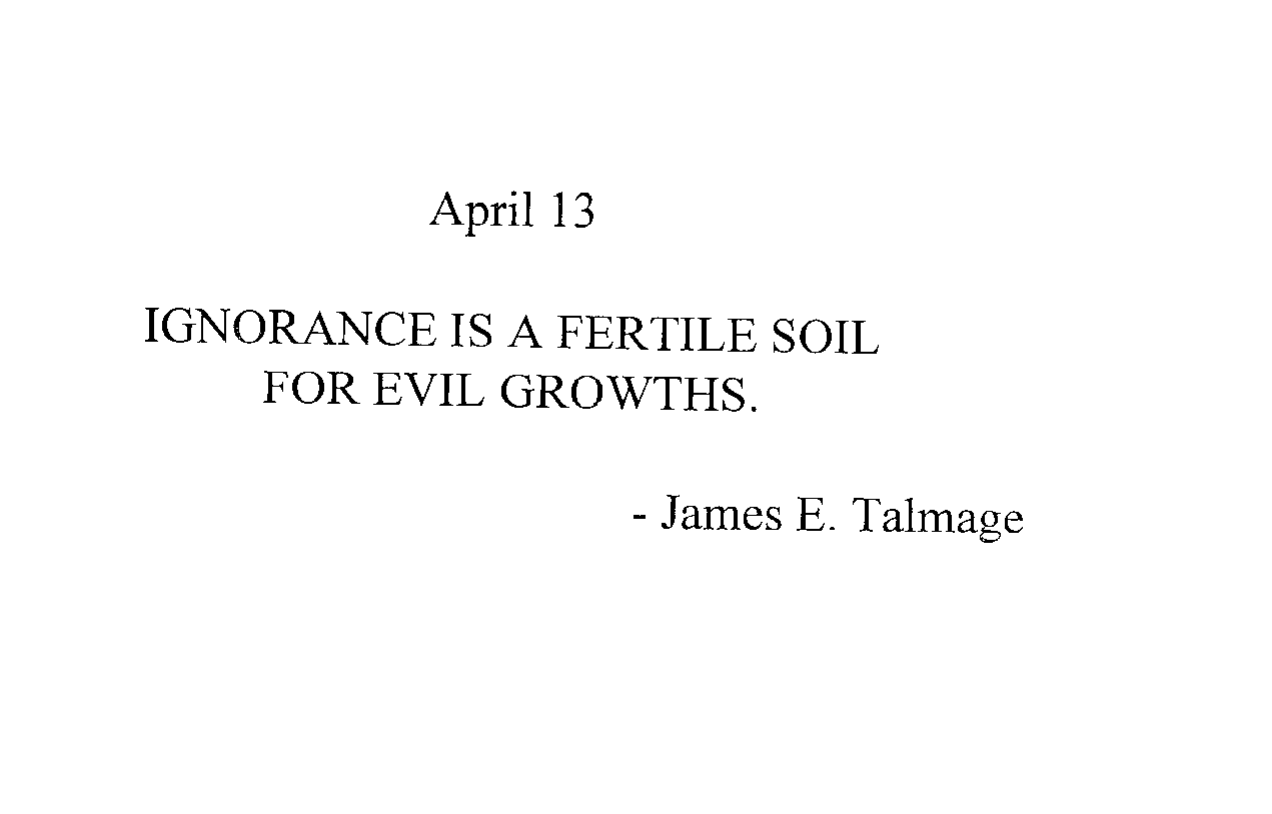 April 13
IGNORANCE IS A FERTILE SOIL
FOR EVIL GROWTHS.
- James E. Talmage